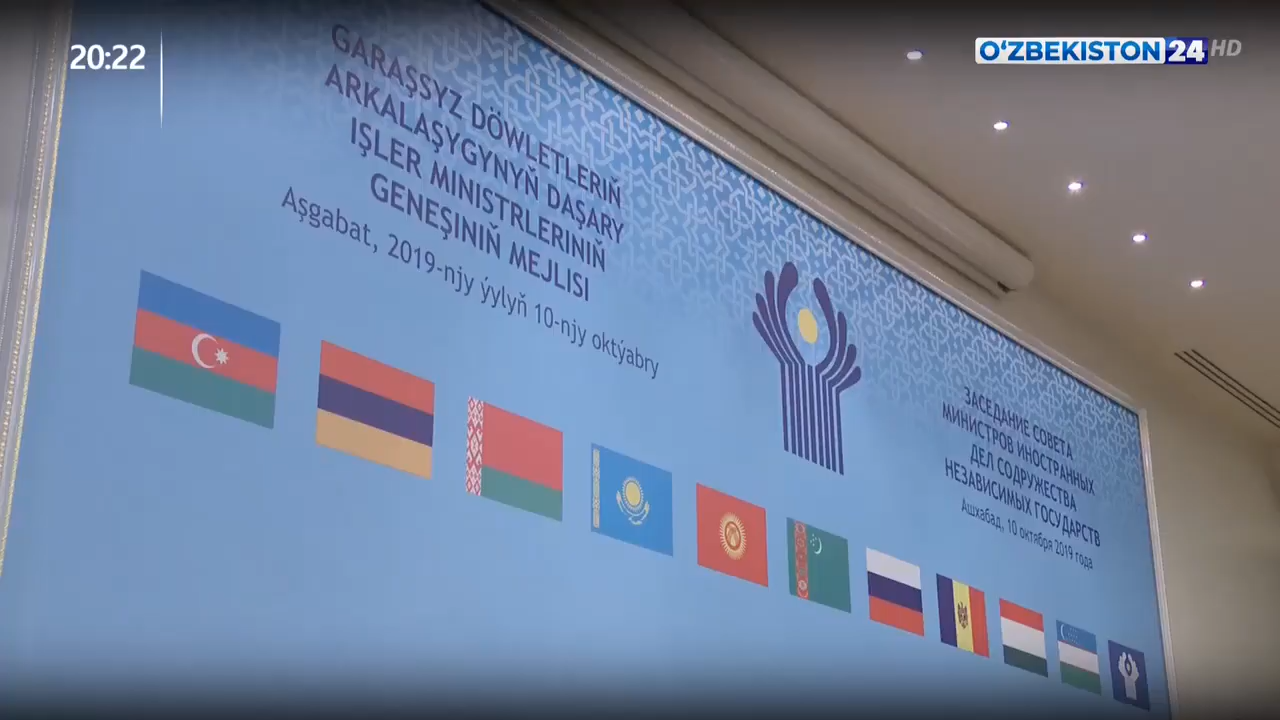 20:22
O‘ZBEKISTON 24 HD
GARAŞSYZ DÖWLETLERIŇ
ARKALAŞYGYNYŇ DAŞARY
IŞLER MINISTRLERINIŇ
GEŇEŞINIŇ MEJLISI
Aşgabat, 2019-njy ýylyň 10-njy oktýabry
ЗАСЕДАНИЕ СОВЕТА
МИНИСТРОВ ИНОСТРАННЫХ
ДЕЛ СОДРУЖЕСТВА
НЕЗАВИСИМЫХ ГОСУДАРСТВ
Ашхабад, 10 октября 2019 года